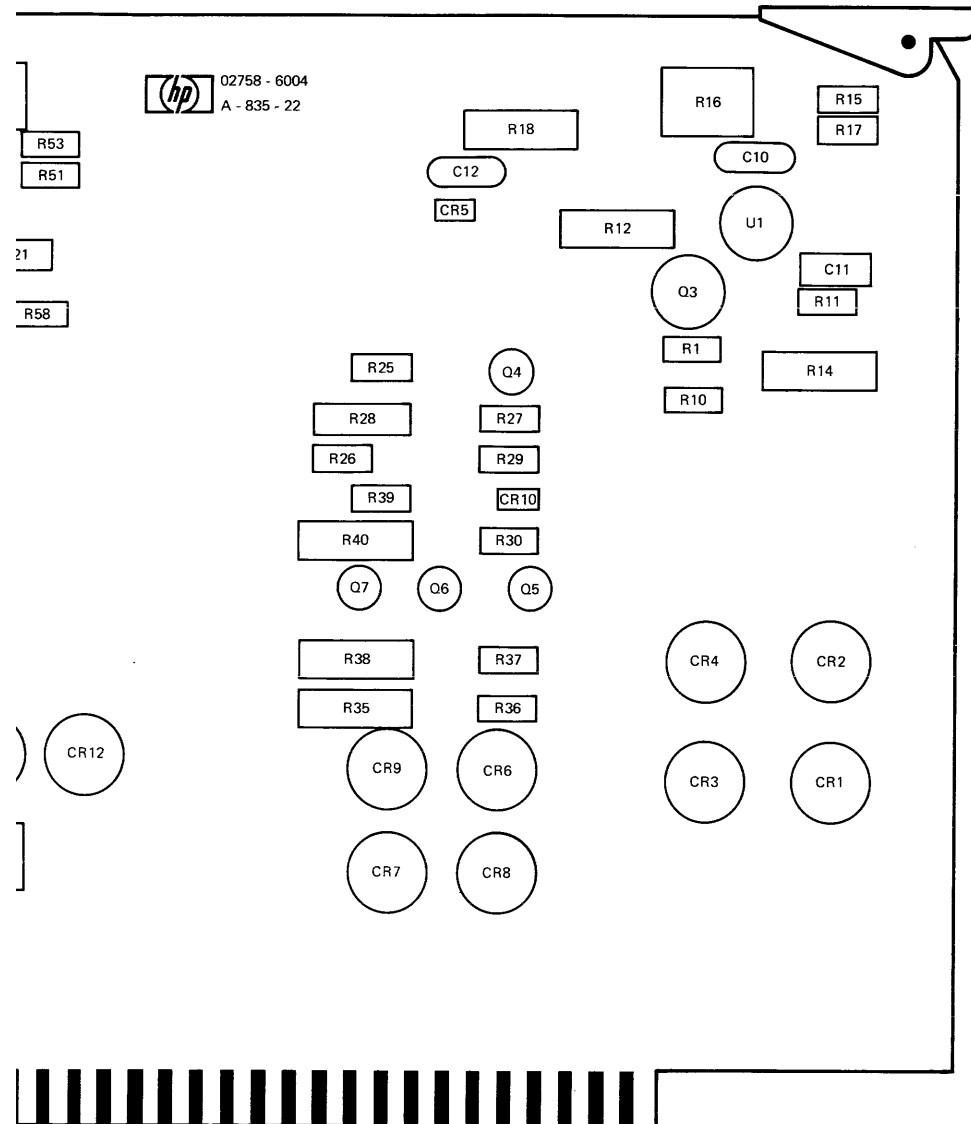 hp
02758 - 6004
A - 835 - 22
R16
R15
R17
R18
R53
R51
C12
C10
CR5
R12
U1
21
C11
Q3
R11
R58
R1
R14
R25
Q4
R10
R28
R27
R26
R29
R39
CR10
R40
R30
Q7
Q6
Q5
R38
R37
CR4
CR2
R35
R36
CR12
CR9
CR6
CR3
CR1
CR7
CR8